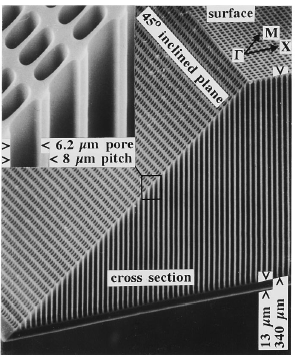 surface
M
Γ X
45° inclined plane
> < 6.2 μm pore
> < 8 μm pitch
cross section
13 μm
340 μm